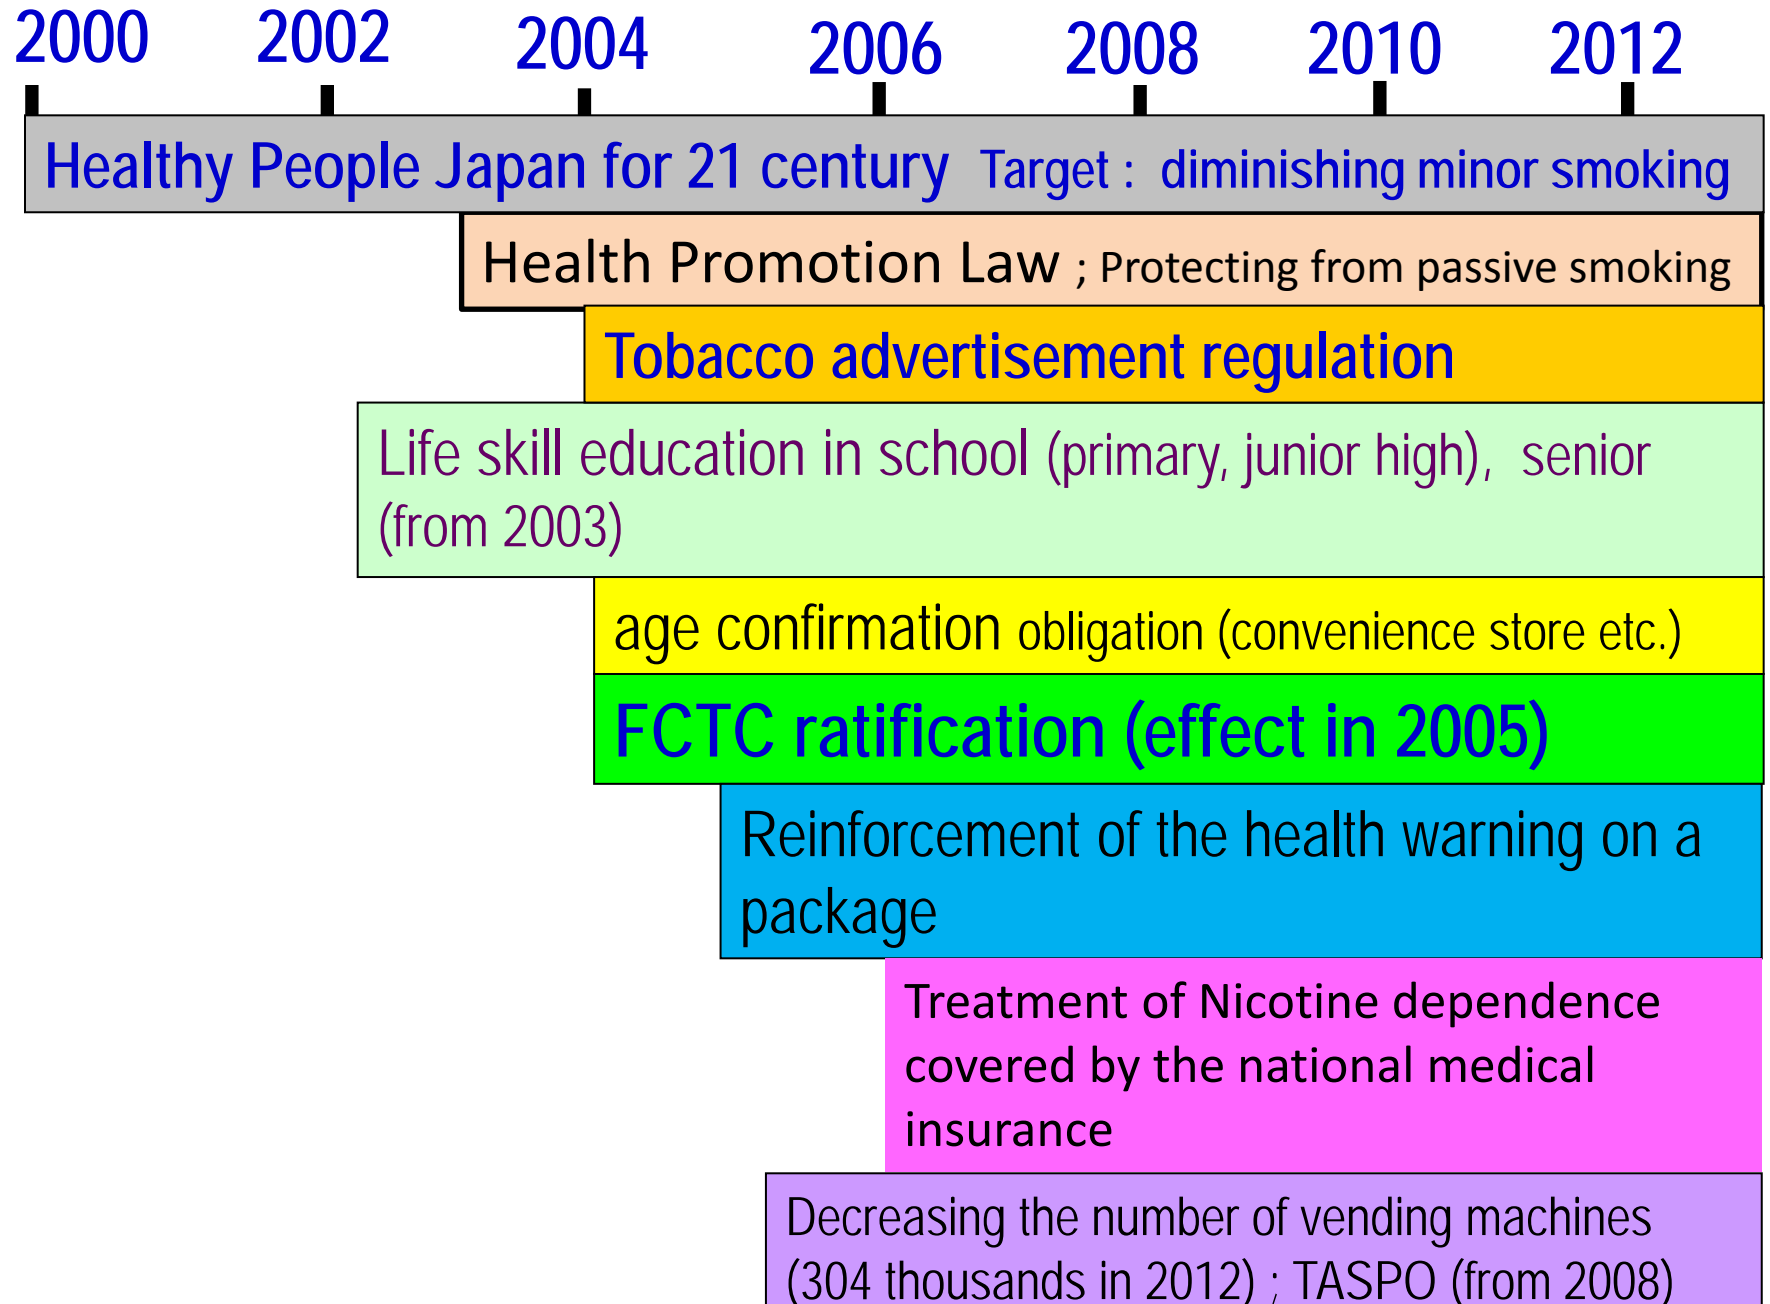 2000 2002 2004 2006 2008 2010 2012
Healthy People Japan for 21 century Target : diminishing minor smoking
Health Promotion Law ; Protecting from passive smoking
Tobacco advertisement regulation
Life skill education in school (primary, junior high), senior
(from 2003)
age confirmation obligation (convenience store etc.)
FCTC ratification (effect in 2005)
Reinforcement of the health warning on a
package
Treatment of Nicotine dependence
covered by the national medical
insurance
Decreasing the number of vending machines
(304 thousands in 2012) ; TASPO (from 2008)